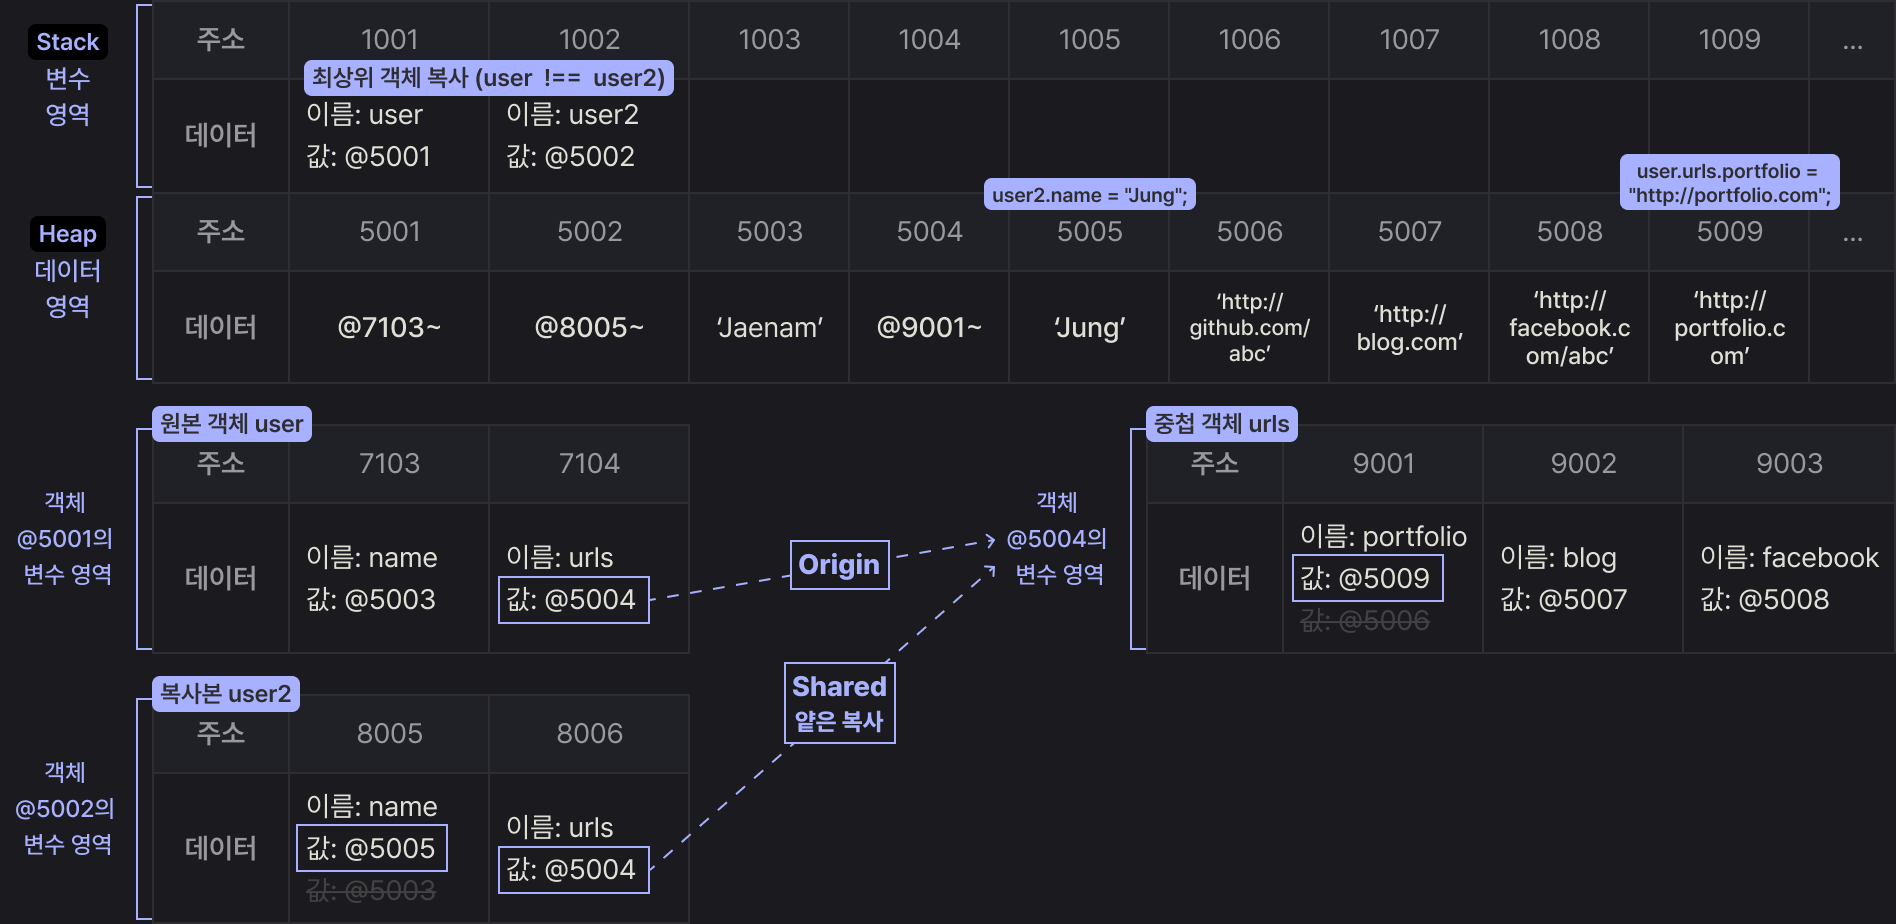 Stack
변수
영역
주소
1001
1002
1003
1004
1005
1006
1007
1008
1009
...
최상위 객체 복사 (user !== user2)
데이터
이름: user
값: @5001
이름: user2
값: @5002
user2.name = "Jung";
user.urls.portfolio =
"http://portfolio.com";
Heap
데이터
영역
주소
5001
5002
5003
5004
5005
5006
5007
5008
5009
...
데이터
@7103~
@8005~
‘Jaenam’
@9001~
‘Jung’
‘http://
github.com/
abc’
‘http://
blog.com’
‘http://
facebook.c
om/abc’
‘http://
portfolio.c
om’
원본 객체 user
객체
@5001의
변수 영역
주소
7103
7104
데이터
이름: name
값: @5003
이름: urls
값: @5004
Origin
중첩 객체 urls
객체
@5004의
변수 영역
주소
9001
9002
9003
데이터
이름: portfolio
값: @5009
값: @5006
이름: blog
값: @5007
이름: facebook
값: @5008
Shared
얕은 복사
복사본 user2
객체
@5002의
변수 영역
주소
8005
8006
데이터
이름: name
값: @5005
값: @5003
이름: urls
값: @5004